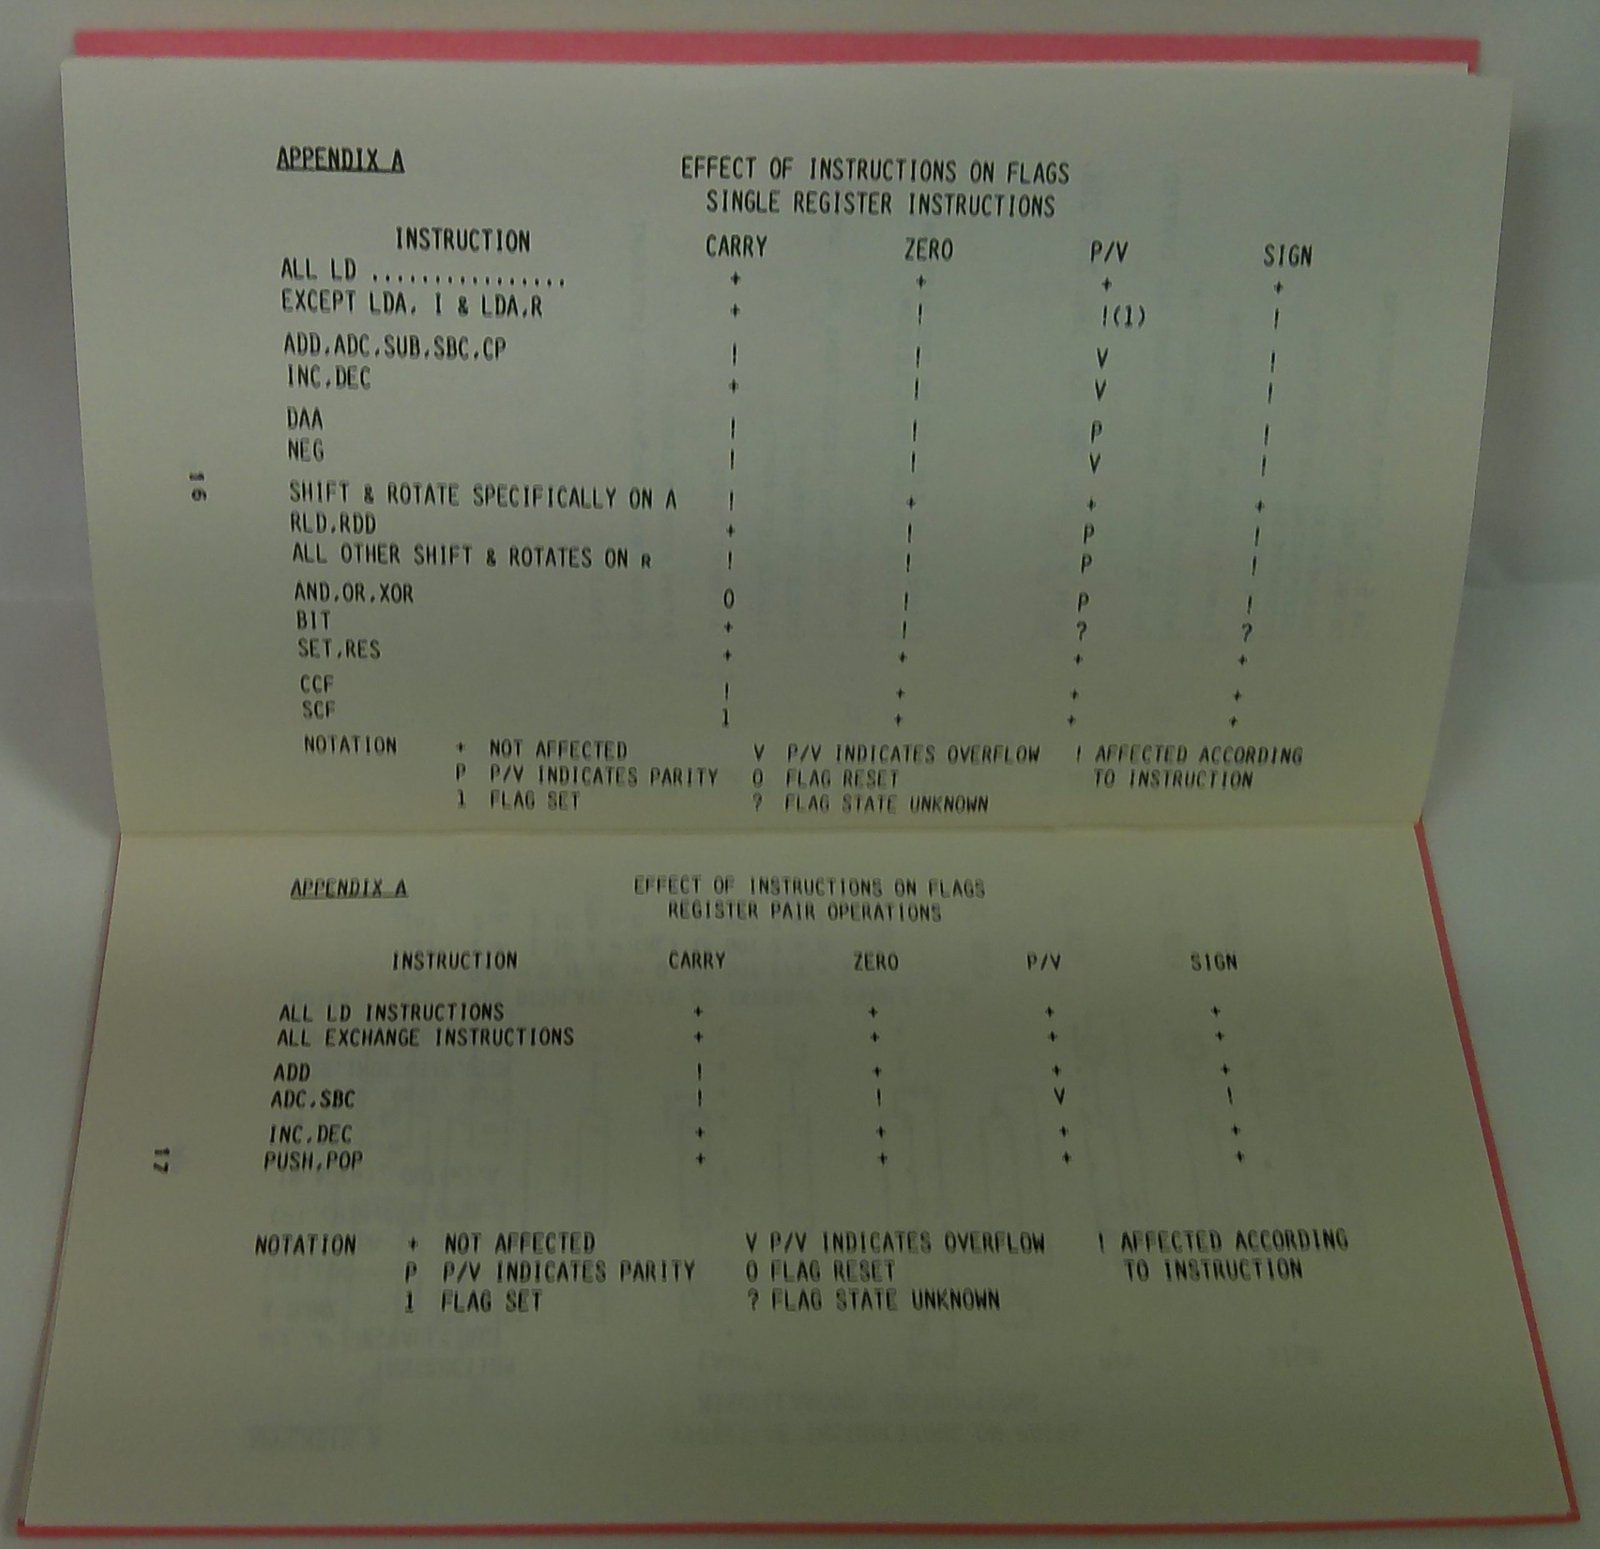 APPENDIX A EFFECT OF INSTRUCTIONS ON FLAGS
SINGLE REGISTER INSTRUCTIONS
INSTRUCTION CARRY ZERO P/V SIGN
ALL LD ................ + + + +
EXCEPT LDA, I & LDA,R + ! !(1) !
ADD,ADC,SUB,SBC,CP ! ! V !
INC,DEC + ! V !
DAA ! ! P !
NEG ! ! V !
SHIFT & ROTATE SPECIFICALLY ON A ! + + +
RLD,RDD + ! P !
ALL OTHER SHIFT & ROTATES ON R ! ! P !
AND,OR,XOR 0 ! P !
BIT + ! ? ?
SET,RES + + + +
CCF ! + + +
SCF 1 + + +
NOTATION + NOT AFFECTED V P/V INDICATES OVERFLOW ! AFFECTED ACCORDING
P P/V INDICATES PARITY 0 FLAG RESET TO INSTRUCTION
1 FLAG SET ? FLAG STATE UNKNOWN
16
APPENDIX A EFFECT OF INSTRUCTIONS ON FLAGS
REGISTER PAIR OPERATIONS
INSTRUCTION CARRY ZERO P/V SIGN
ALL LD INSTRUCTIONS + + + +
ALL EXCHANGE INSTRUCTIONS + + + +
ADD ! + + +
ADC,SBC ! ! V !
INC,DEC + + + +
PUSH,POP + + + +
NOTATION + NOT AFFECTED V P/V INDICATES OVERFLOW ! AFFECTED ACCORDING
P P/V INDICATES PARITY 0 FLAG RESET TO INSTRUCTION
1 FLAG SET ? FLAG STATE UNKNOWN
17